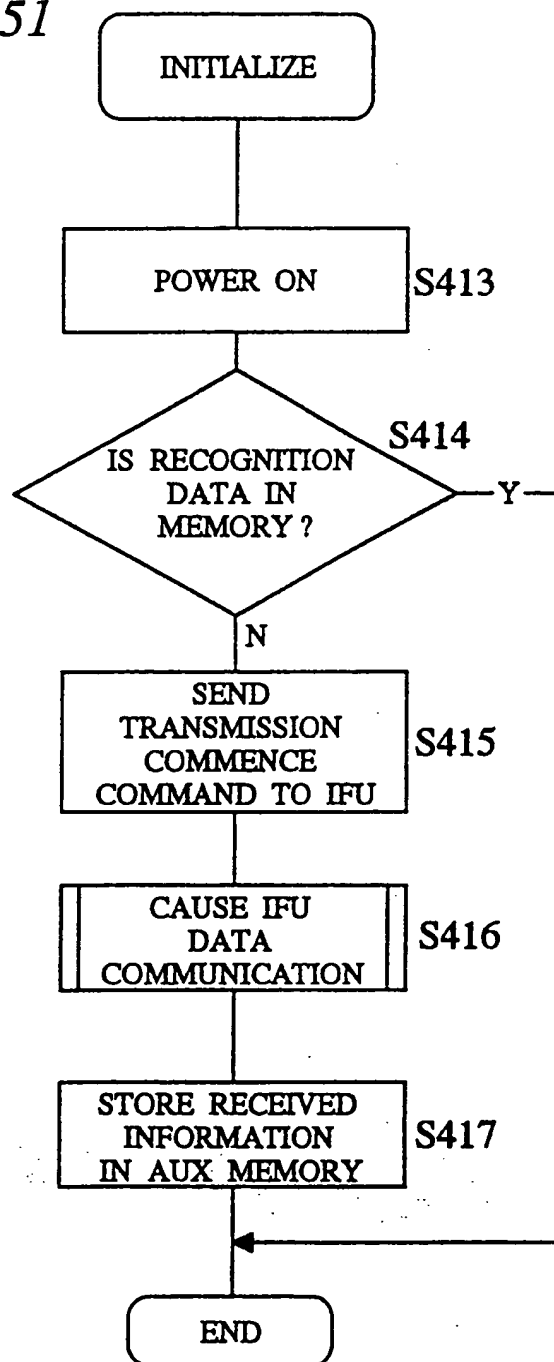 51
INITIALIZE
POWER ON
S413
S414
IS RECOGNITION
DATA IN
MEMORY ?
Y
N
SEND
TRANSMISSION
COMMENCE
COMMAND TO IFU
S415
CAUSE IFU
DATA
COMMUNICATION
S416
STORE RECEIVED
INFORMATION
IN AUX MEMORY
S417
END